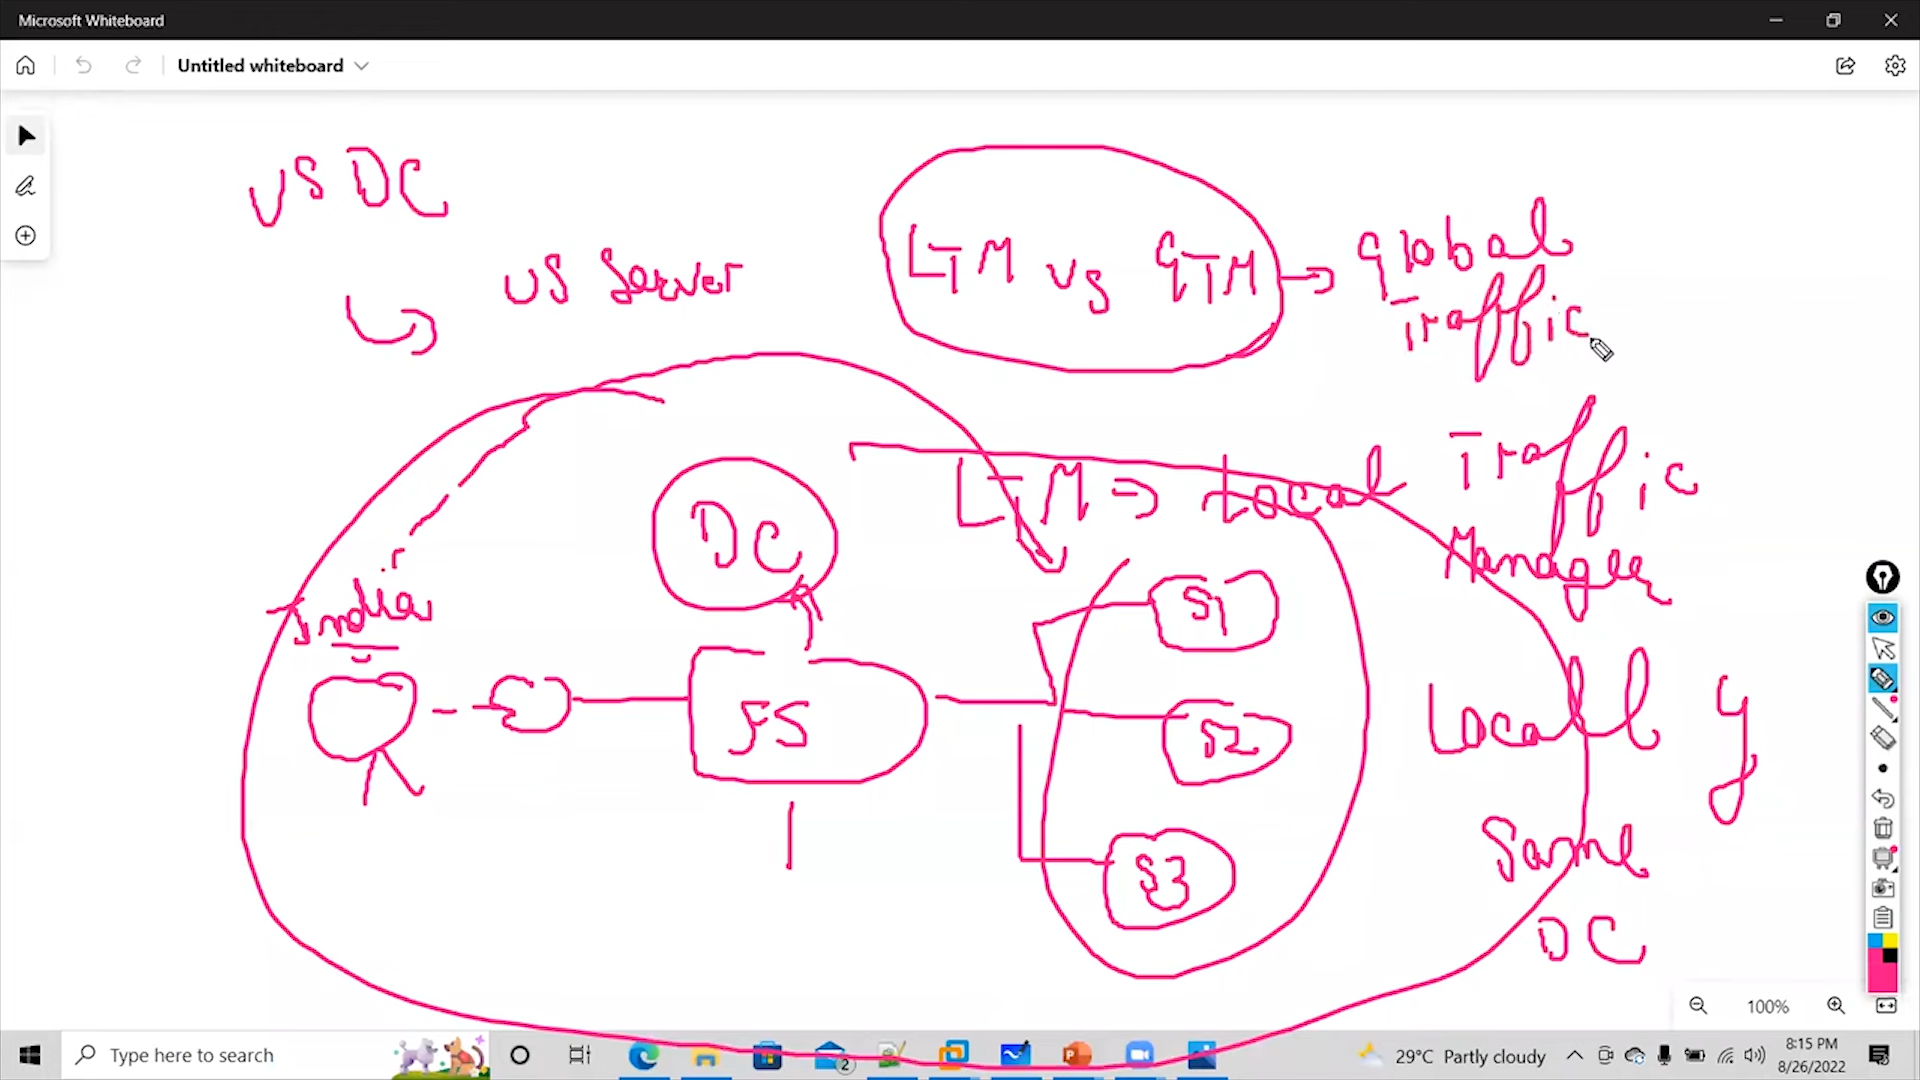 Microsoft Whiteboard
Untitled whiteboard
US DC
US Server
LTM vs GTM → Global
Traffic
LTM → Local Traffic
Manager
DC
India
S1
F5
S2
Locally
S3
Same
DC
100%
Type here to search
2
29°C Partly cloudy
8:15 PM
8/26/2022